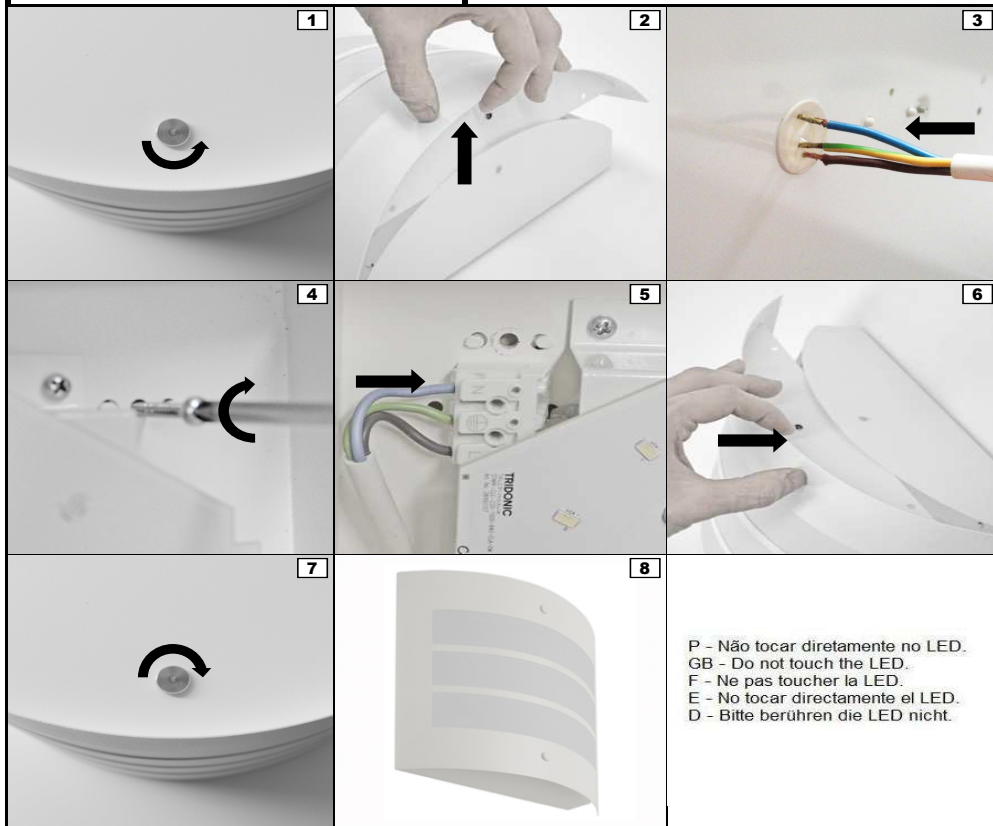 1
2
3
4
5
N
L
TRIDONIC
6
7
8
P - Não tocar diretamente no LED.
GB - Do not touch the LED.
F - Ne pas toucher la LED.
E - No tocar directamente el LED.
D - Bitte berühren die LED nicht.